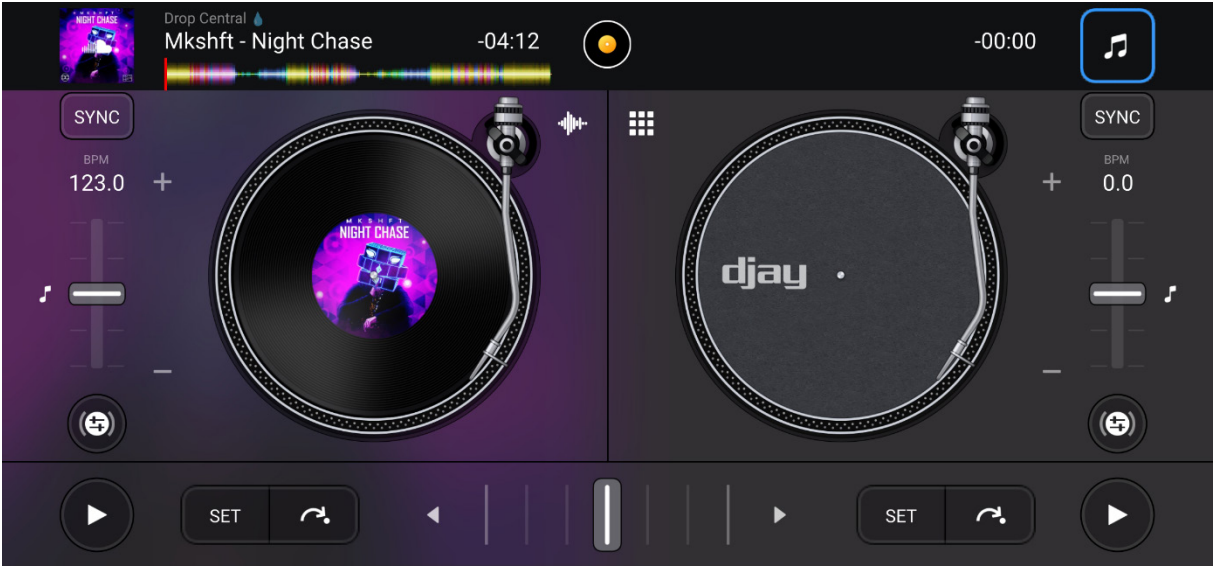 MKSHFT
NIGHT CHASE
Drop Central
Mkshft - Night Chase
-04:12
-00:00
SYNC
SYNC
BPM
123.0
BPM
0.0
MKSHFT
NIGHT CHASE
djay
SET
SET